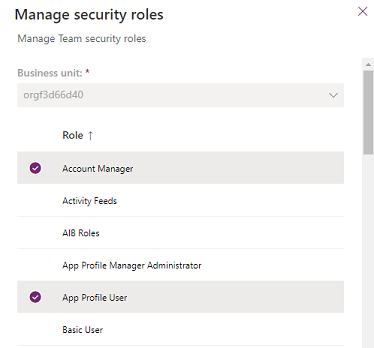 Manage security roles
Manage Team security roles
Business unit: *
orgf3d66d40
Role ↑
Account Manager
Activity Feeds
AIB Roles
App Profile Manager Administrator
App Profile User
Basic User